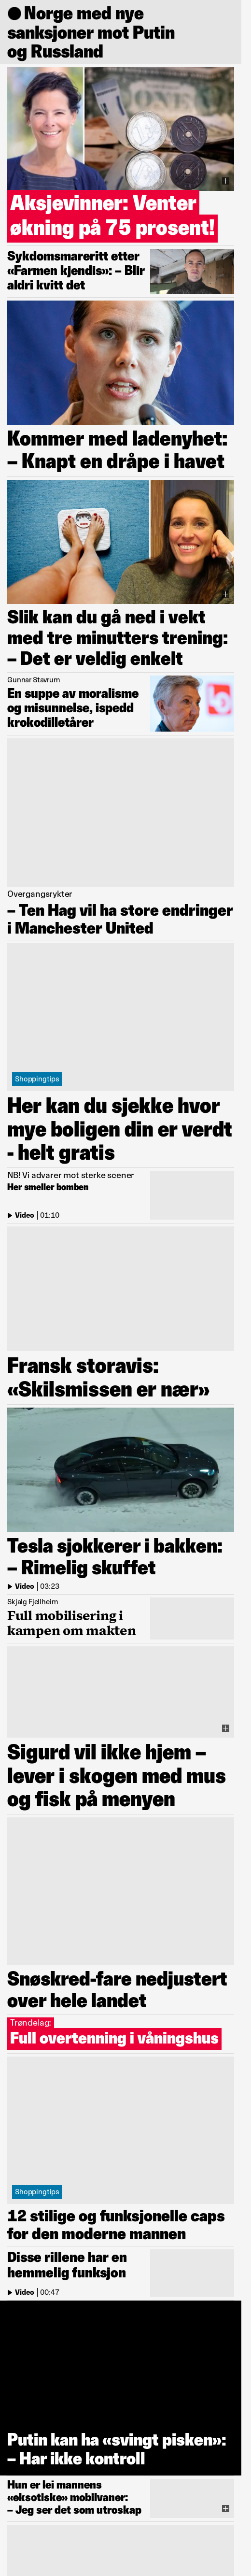 Norge med nye
sanksjoner mot Putin
og Russland
Aksjevinner: Venter
økning på 75 prosent!
Sykdomsmareritt etter
«Farmen kjendis»: – Blir
aldri kvitt det
Kommer med ladenyhet:
– Knapt en dråpe i havet
Slik kan du gå ned i vekt
med tre minutters trening:
– Det er veldig enkelt
Gunnar Stavrum
En suppe av moralisme
og misunnelse, ispedd
krokodilletårer
Overgangsrykter
– Ten Hag vil ha store endringer
i Manchester United
Shoppingtips
Her kan du sjekke hvor
mye boligen din er verdt
- helt gratis
NB! Vi advarer mot sterke scener
Her smeller bomben
Video | 01:10
Fransk storavis:
«Skilsmissen er nær»
Tesla sjokkerer i bakken:
– Rimelig skuffet
Video | 03:23
Skjalg Fjellheim
Full mobilisering i
kampen om makten
Sigurd vil ikke hjem –
lever i skogen med mus
og fisk på menyen
Snøskred-fare nedjustert
over hele landet
Trøndelag:
Full overtenning i våningshus
Shoppingtips
12 stilige og funksjonelle caps
for den moderne mannen
Disse rillene har en
hemmelig funksjon
Video | 00:47
Putin kan ha «svingt pisken»:
– Har ikke kontroll
Hun er lei mannens
«eksotiske» mobilvaner:
– Jeg ser det som utroskap